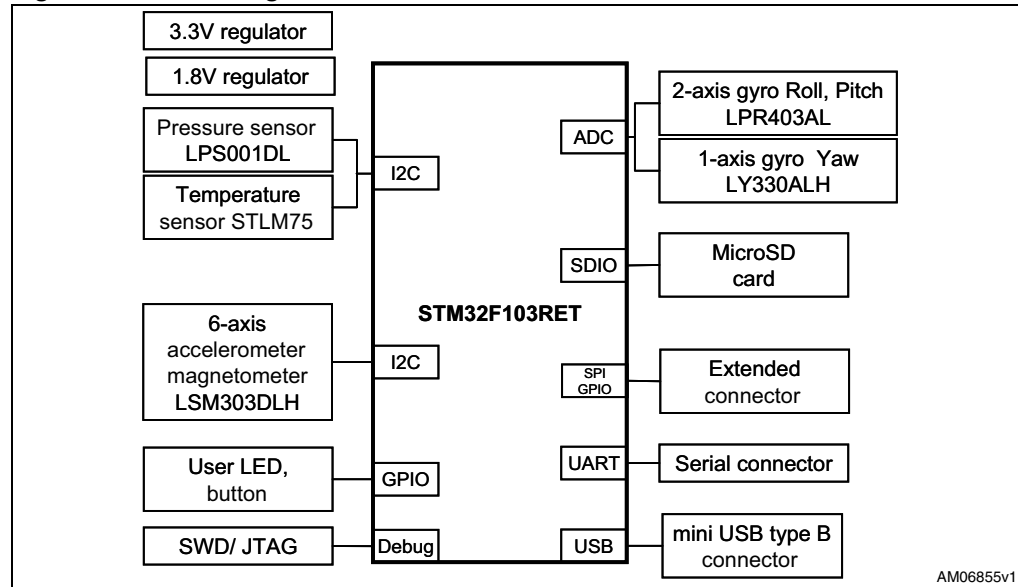 3.3V regulator
1.8V regulator
Pressure sensor
LPS001DL
Temperature
sensor STLM75
I2C
6-axis
accelerometer
magnetometer
LSM303DLH
I2C
User LED,
button
GPIO
SWD/ JTAG
Debug
STM32F103RET
ADC
2-axis gyro Roll, Pitch
LPR403AL
1-axis gyro Yaw
LY330ALH
SDIO
MicroSD
card
SPI
GPIO
Extended
connector
UART
Serial connector
USB
mini USB type B
connector
AM06855v1